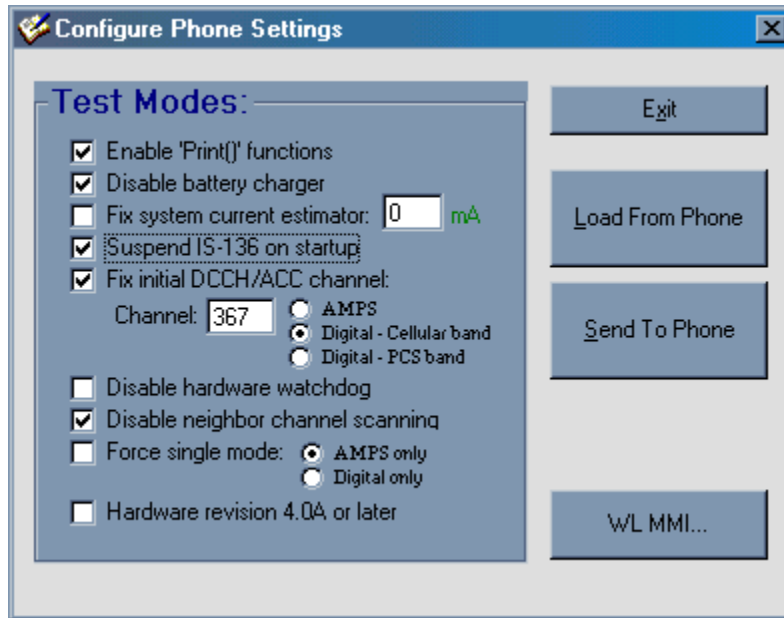 Configure Phone Settings
Test Modes:
Enable 'Print()' functions
Disable battery charger
Fix system current estimator: 0 mA
Suspend IS-136 on startup
Fix initial DCCH/ACC channel:
Channel: 367
AMPS
Digital - Cellular band
Digital - PCS band
Disable hardware watchdog
Disable neighbor channel scanning
Force single mode: AMPS only
Digital only
Hardware revision 4.0A or later
Exit
Load From Phone
Send To Phone
WL MMI...